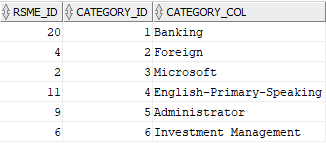 RSME_ID CATEGORY_ID CATEGORY_COL
20 1 Banking
4 2 Foreign
2 3 Microsoft
11 4 English-Primary-Speaking
9 5 Administrator
6 6 Investment Management